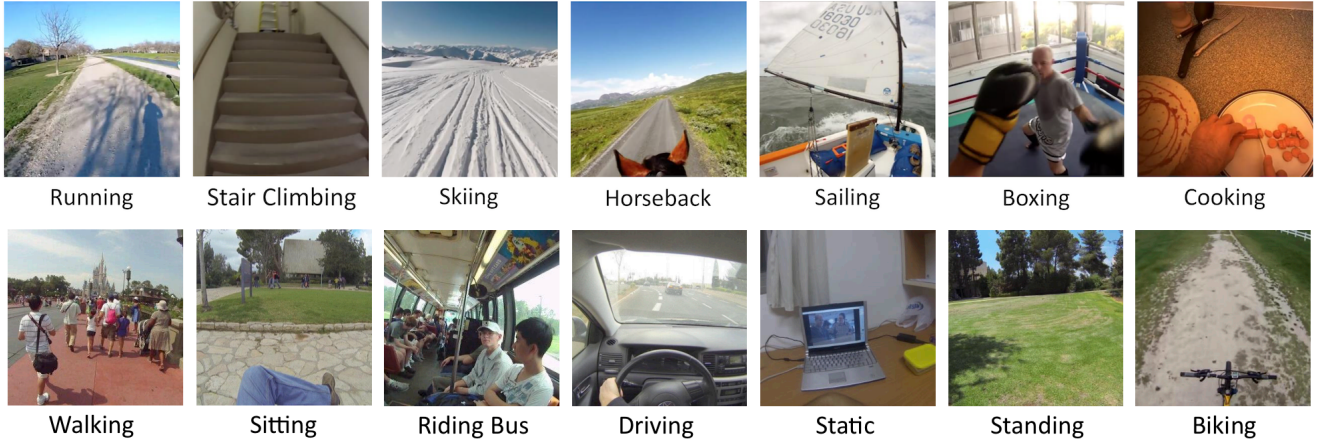 Running
Stair Climbing
Skiing
Horseback
Sailing
Boxing
Cooking
Walking
Sitting
Riding Bus
Driving
Static
Standing
Biking